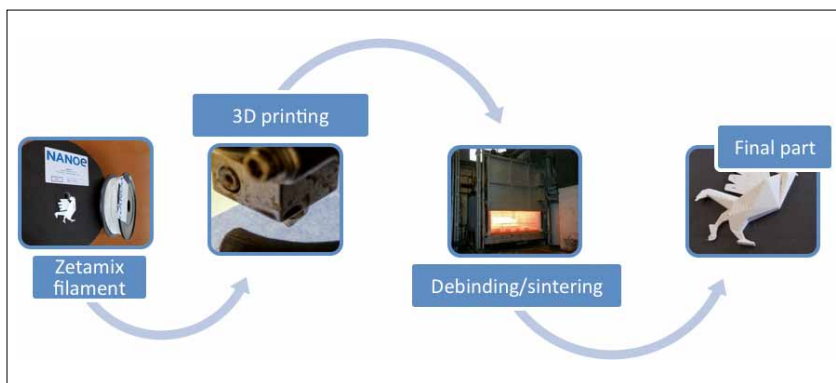 NANOe
Zetamix
filament
3D printing
Debinding/sintering
Final part